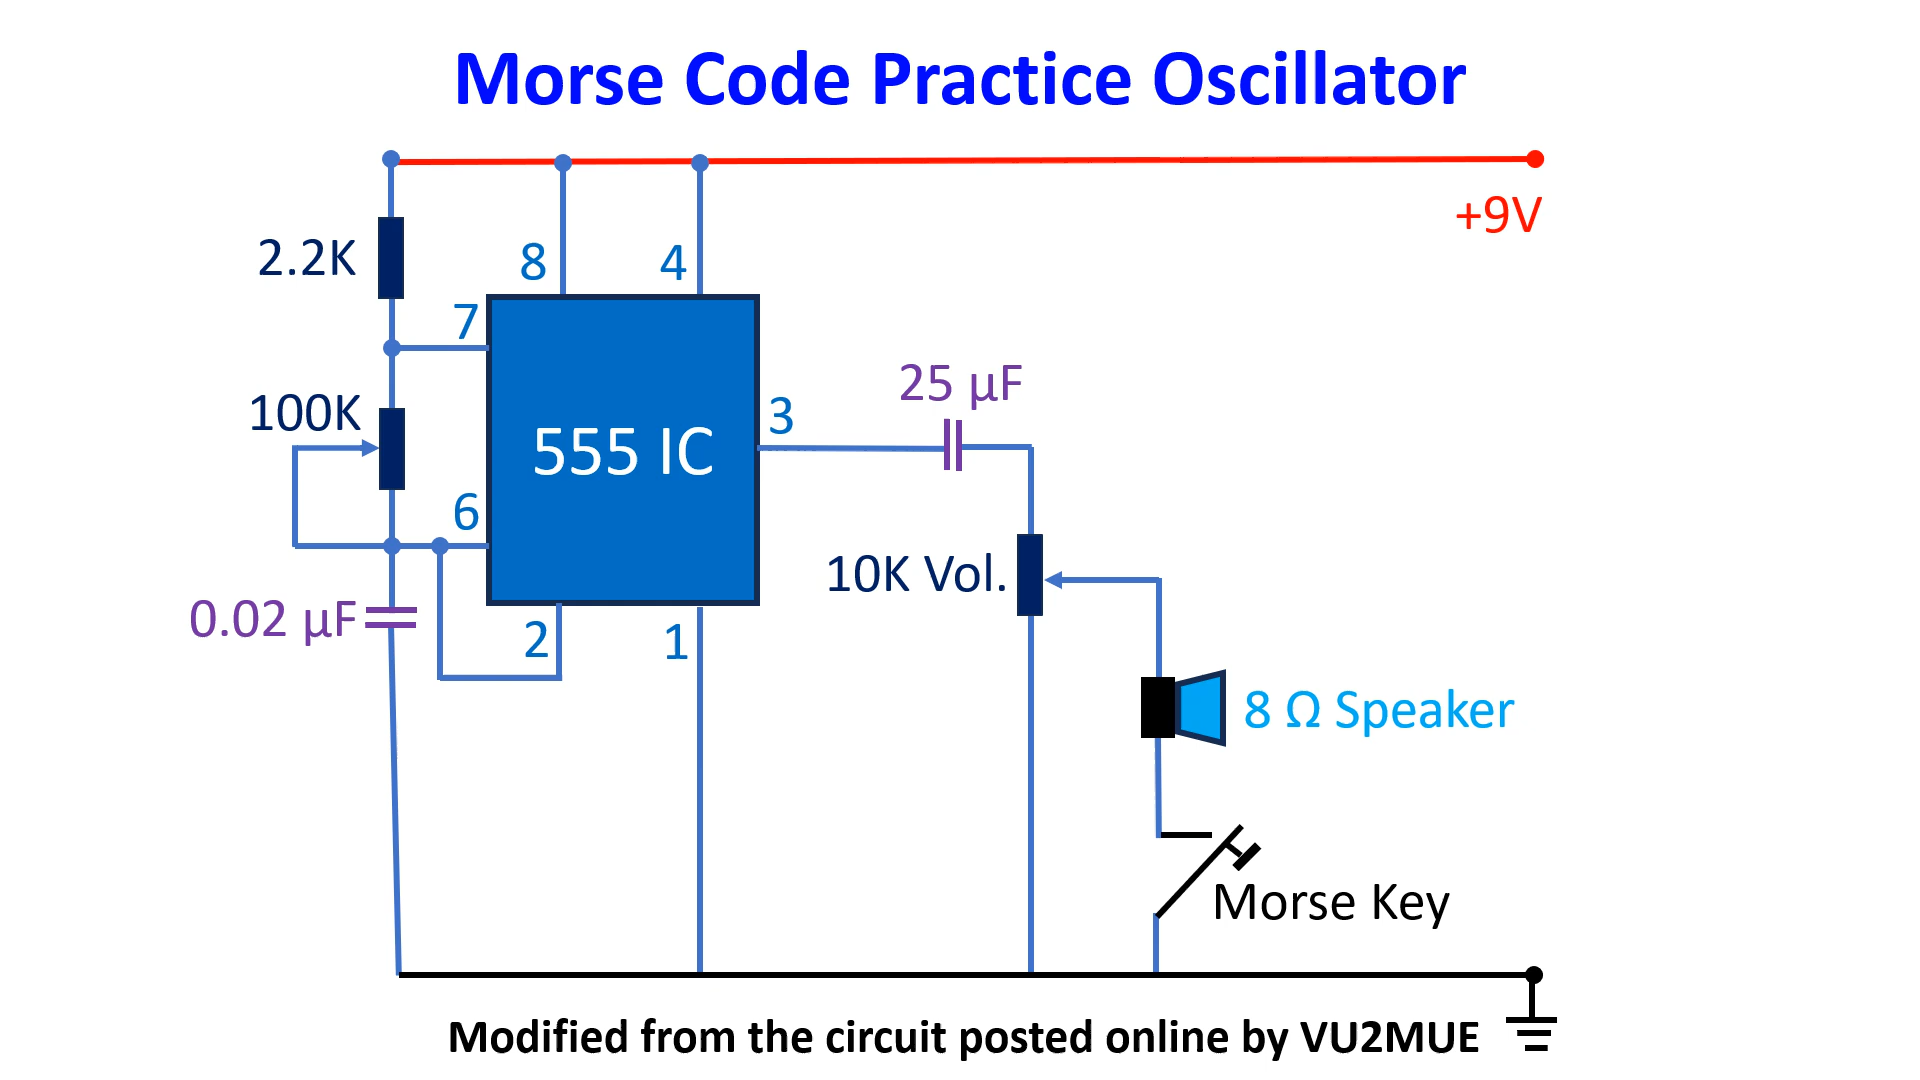 Morse Code Practice Oscillator
+9V
2.2K
8
4
7
100K
25 µF
3
555 IC
6
10K Vol.
0.02 µF
2
1
8 Ω Speaker
Morse Key
Modified from the circuit posted online by VU2MUE